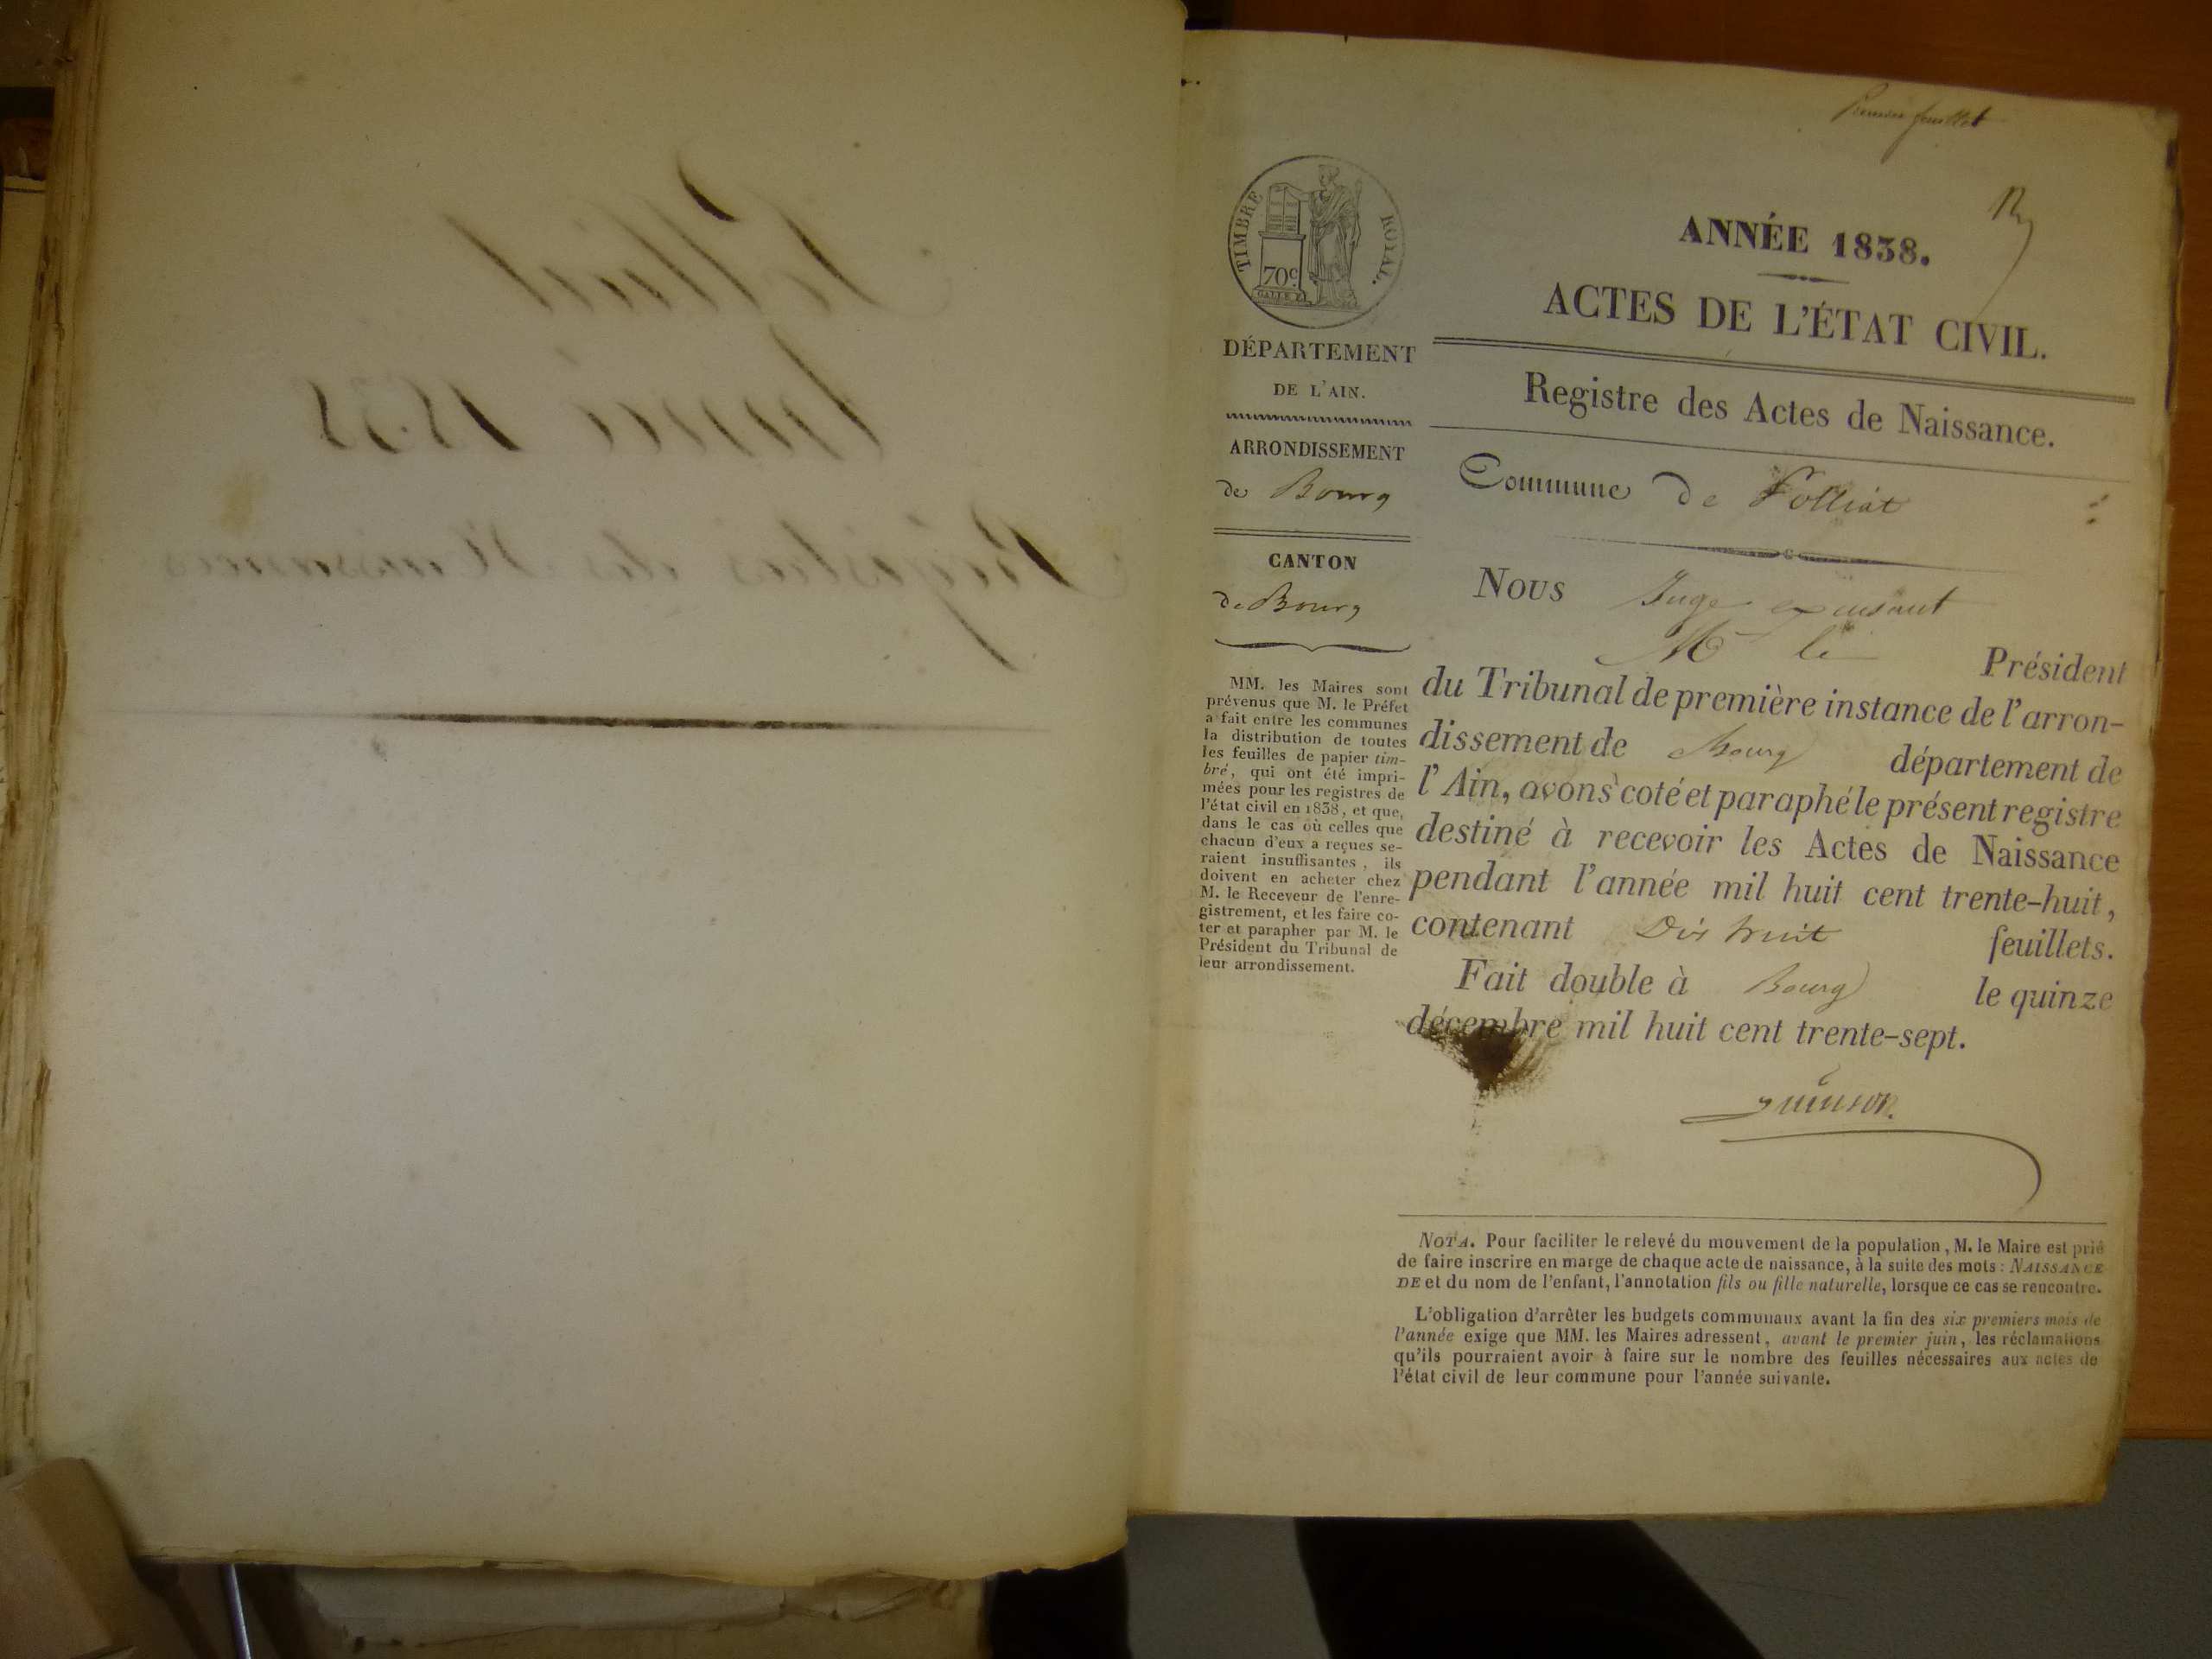 Polliat
Année 1838
Registres des Naissances
Premier feuillet
TIMBRE ROYAL.
70c
ANNÉE 1838.
ACTES DE L'ÉTAT CIVIL.
Registre des Actes de Naissance.
Commune de Polliat
DÉPARTEMENT
DE L'AIN.
ARRONDISSEMENT
de Bourg
CANTON
de Bourg
MM. les Maires sont
prévenus que M. le Préfet
a fait entre les communes
la distribution de toutes
les feuilles de papier tim-
bré, qui ont été impri-
mées pour les registres de
l'état civil en 1838, et que,
dans le cas où celles que
chacun d'eux a reçues se-
raient insuffisantes, ils
doivent en acheter chez
M. le Receveur de l'enre-
gistrement, et les faire co-
ter et parapher par M. le
Président du Tribunal de
leur arrondissement.
Nous Juge
M le Président
du Tribunal de première instance de l'arron-
dissement de Bourg département de
l'Ain, avons coté et paraphé le présent registre
destiné à recevoir les Actes de Naissance
pendant l'année mil huit cent trente-huit,
contenant Dix huit feuillets.
Fait double à Bourg le quinze
décembre mil huit cent trente-sept.
NOTA. Pour faciliter le relevé du mouvement de la population, M. le Maire est prié
de faire inscrire en marge de chaque acte de naissance, à la suite des mots : NAISSANCE
DE et du nom de l'enfant, l'annotation fils ou fille naturelle, lorsque ce cas se rencontre.
L'obligation d'arrêter les budgets communaux avant la fin des six premiers mois de
l'année exige que MM. les Maires adressent, avant le premier juin, les réclamations
qu'ils pourraient avoir à faire sur le nombre des feuilles nécessaires aux actes de
l'état civil de leur commune pour l'année suivante.